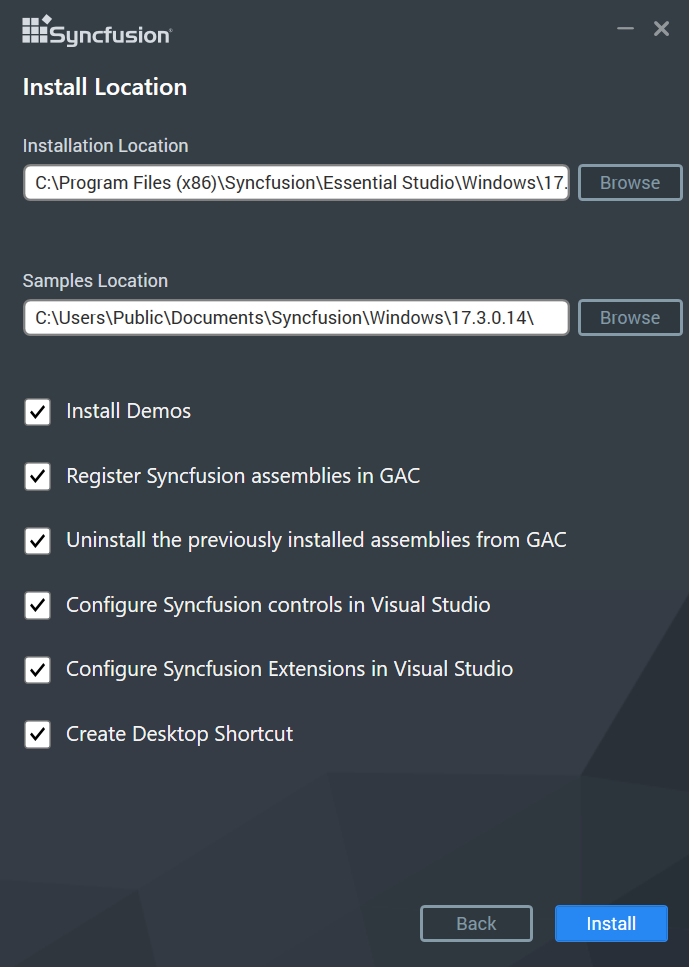 Syncfusion®
Install Location
Installation Location
C:\Program Files (x86)\Syncfusion\Essential Studio\Windows\17.
Browse
Samples Location
C:\Users\Public\Documents\Syncfusion\Windows\17.3.0.14\
Browse
Install Demos
Register Syncfusion assemblies in GAC
Uninstall the previously installed assemblies from GAC
Configure Syncfusion controls in Visual Studio
Configure Syncfusion Extensions in Visual Studio
Create Desktop Shortcut
Back
Install